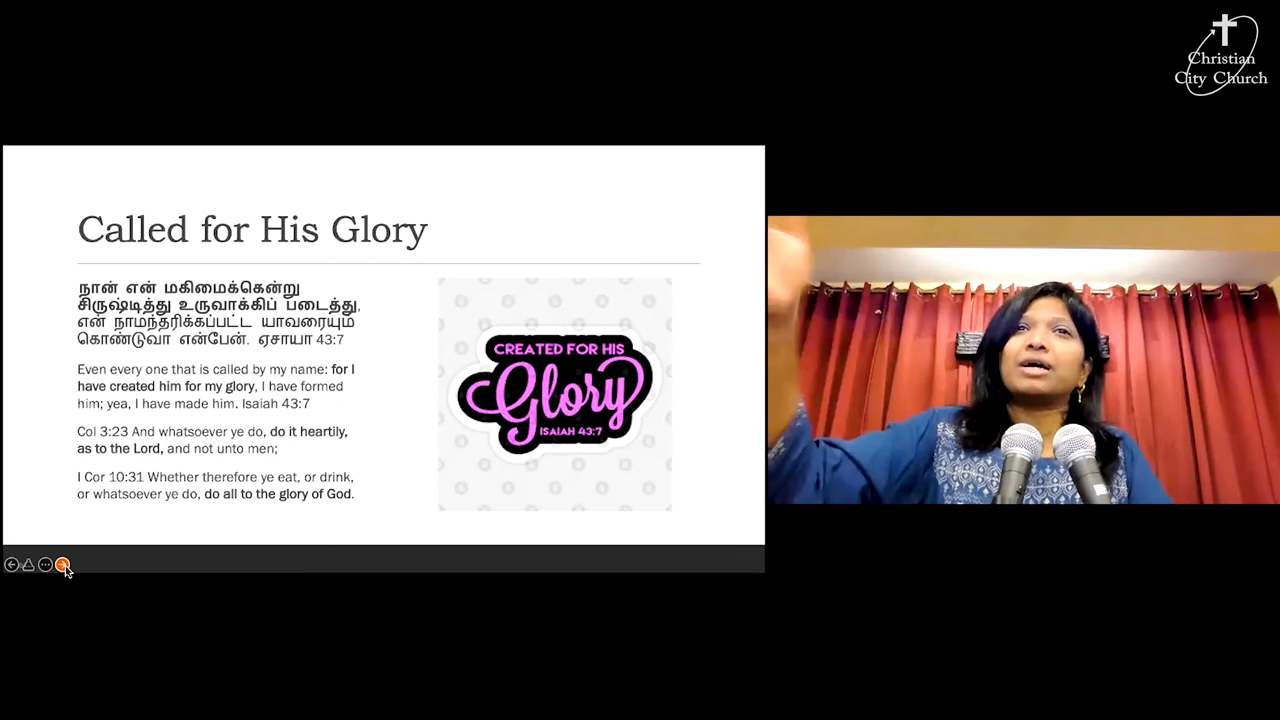 Christian
City Church
Called for His Glory
நான் என் மகிமைக்கென்று
சிருஷ்டித்து உருவாக்கிப் படைத்து,
என் நாமந்தரிக்கப்பட்ட யாவரையும்
கொண்டுவா என்பேன். ஏசாயா 43:7
Even every one that is called by my name: for I
have created him for my glory, I have formed
him; yea, I have made him. Isaiah 43:7
Col 3:23 And whatsoever ye do, do it heartily,
as to the Lord, and not unto men;
I Cor 10:31 Whether therefore ye eat, or drink,
or whatsoever ye do, do all to the glory of God.
CREATED FOR HIS
Glory
ISAIAH 43:7